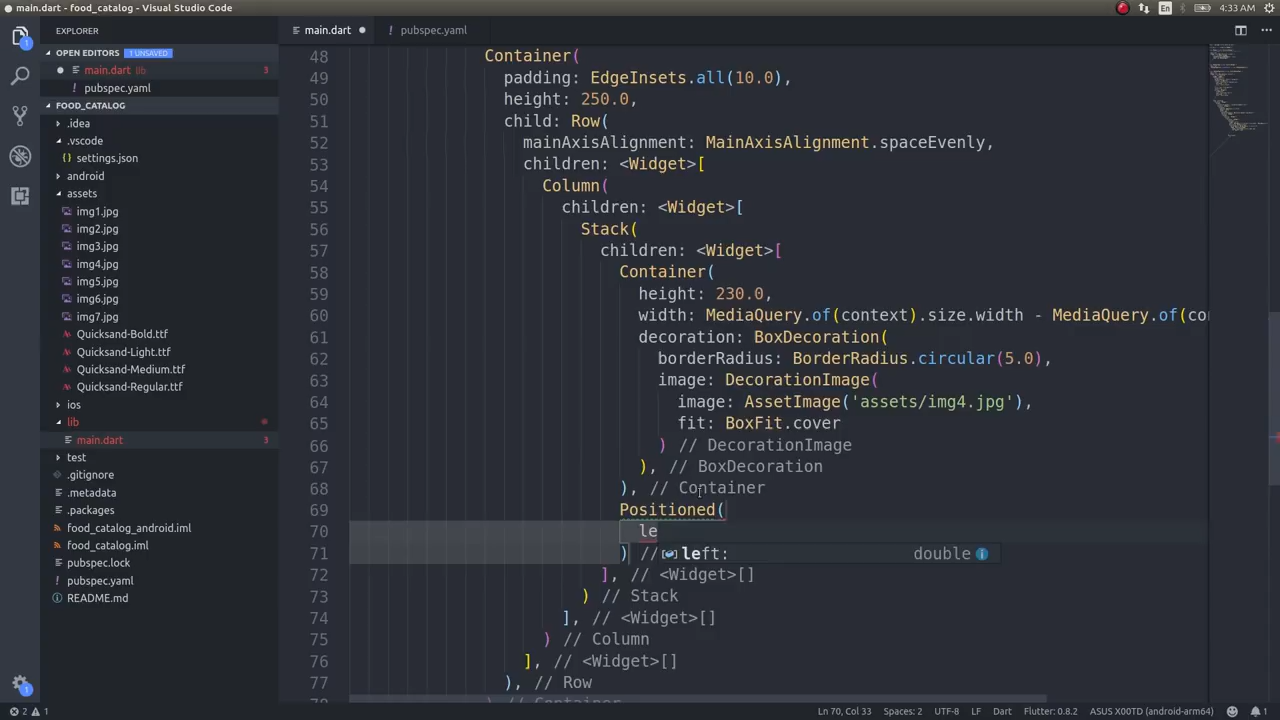 main.dart - food_catalog - Visual Studio Code
En
4:33 AM
EXPLORER
main.dart
pubspec.yaml
OPEN EDITORS 1 UNSAVED
main.dart lib 3
pubspec.yaml
FOOD_CATALOG
.idea
.vscode
{} settings.json
android
assets
img1.jpg
img2.jpg
img3.jpg
img4.jpg
img5.jpg
img6.jpg
img7.jpg
Quicksand-Bold.ttf
Quicksand-Light.ttf
Quicksand-Medium.ttf
Quicksand-Regular.ttf
ios
lib
main.dart 3
test
.gitignore
.metadata
.packages
food_catalog_android.iml
food_catalog.iml
pubspec.lock
pubspec.yaml
README.md
48 Container(
49 padding: EdgeInsets.all(10.0),
50 height: 250.0,
51 child: Row(
52 mainAxisAlignment: MainAxisAlignment.spaceEvenly,
53 children: <Widget>[
54 Column(
55 children: <Widget>[
56 Stack(
57 children: <Widget>[
58 Container(
59 height: 230.0,
60 width: MediaQuery.of(context).size.width - MediaQuery.of(co
61 decoration: BoxDecoration(
62 borderRadius: BorderRadius.circular(5.0),
63 image: DecorationImage(
64 image: AssetImage('assets/img4.jpg'),
65 fit: BoxFit.cover
66 ) // DecorationImage
67 ), // BoxDecoration
68 ), // Container
69 Positioned(
70 le
71 ) // left: double
72 ], // <Widget>[]
73 ) // Stack
74 ], // <Widget>[]
75 ) // Column
76 ], // <Widget>[]
77 ), // Row
78 ) // Container
1
1
2 1
Ln 70, Col 33
Spaces: 2
UTF-8
LF
Dart
Flutter: 0.8.2
ASUS X00TD (android-arm64)
1